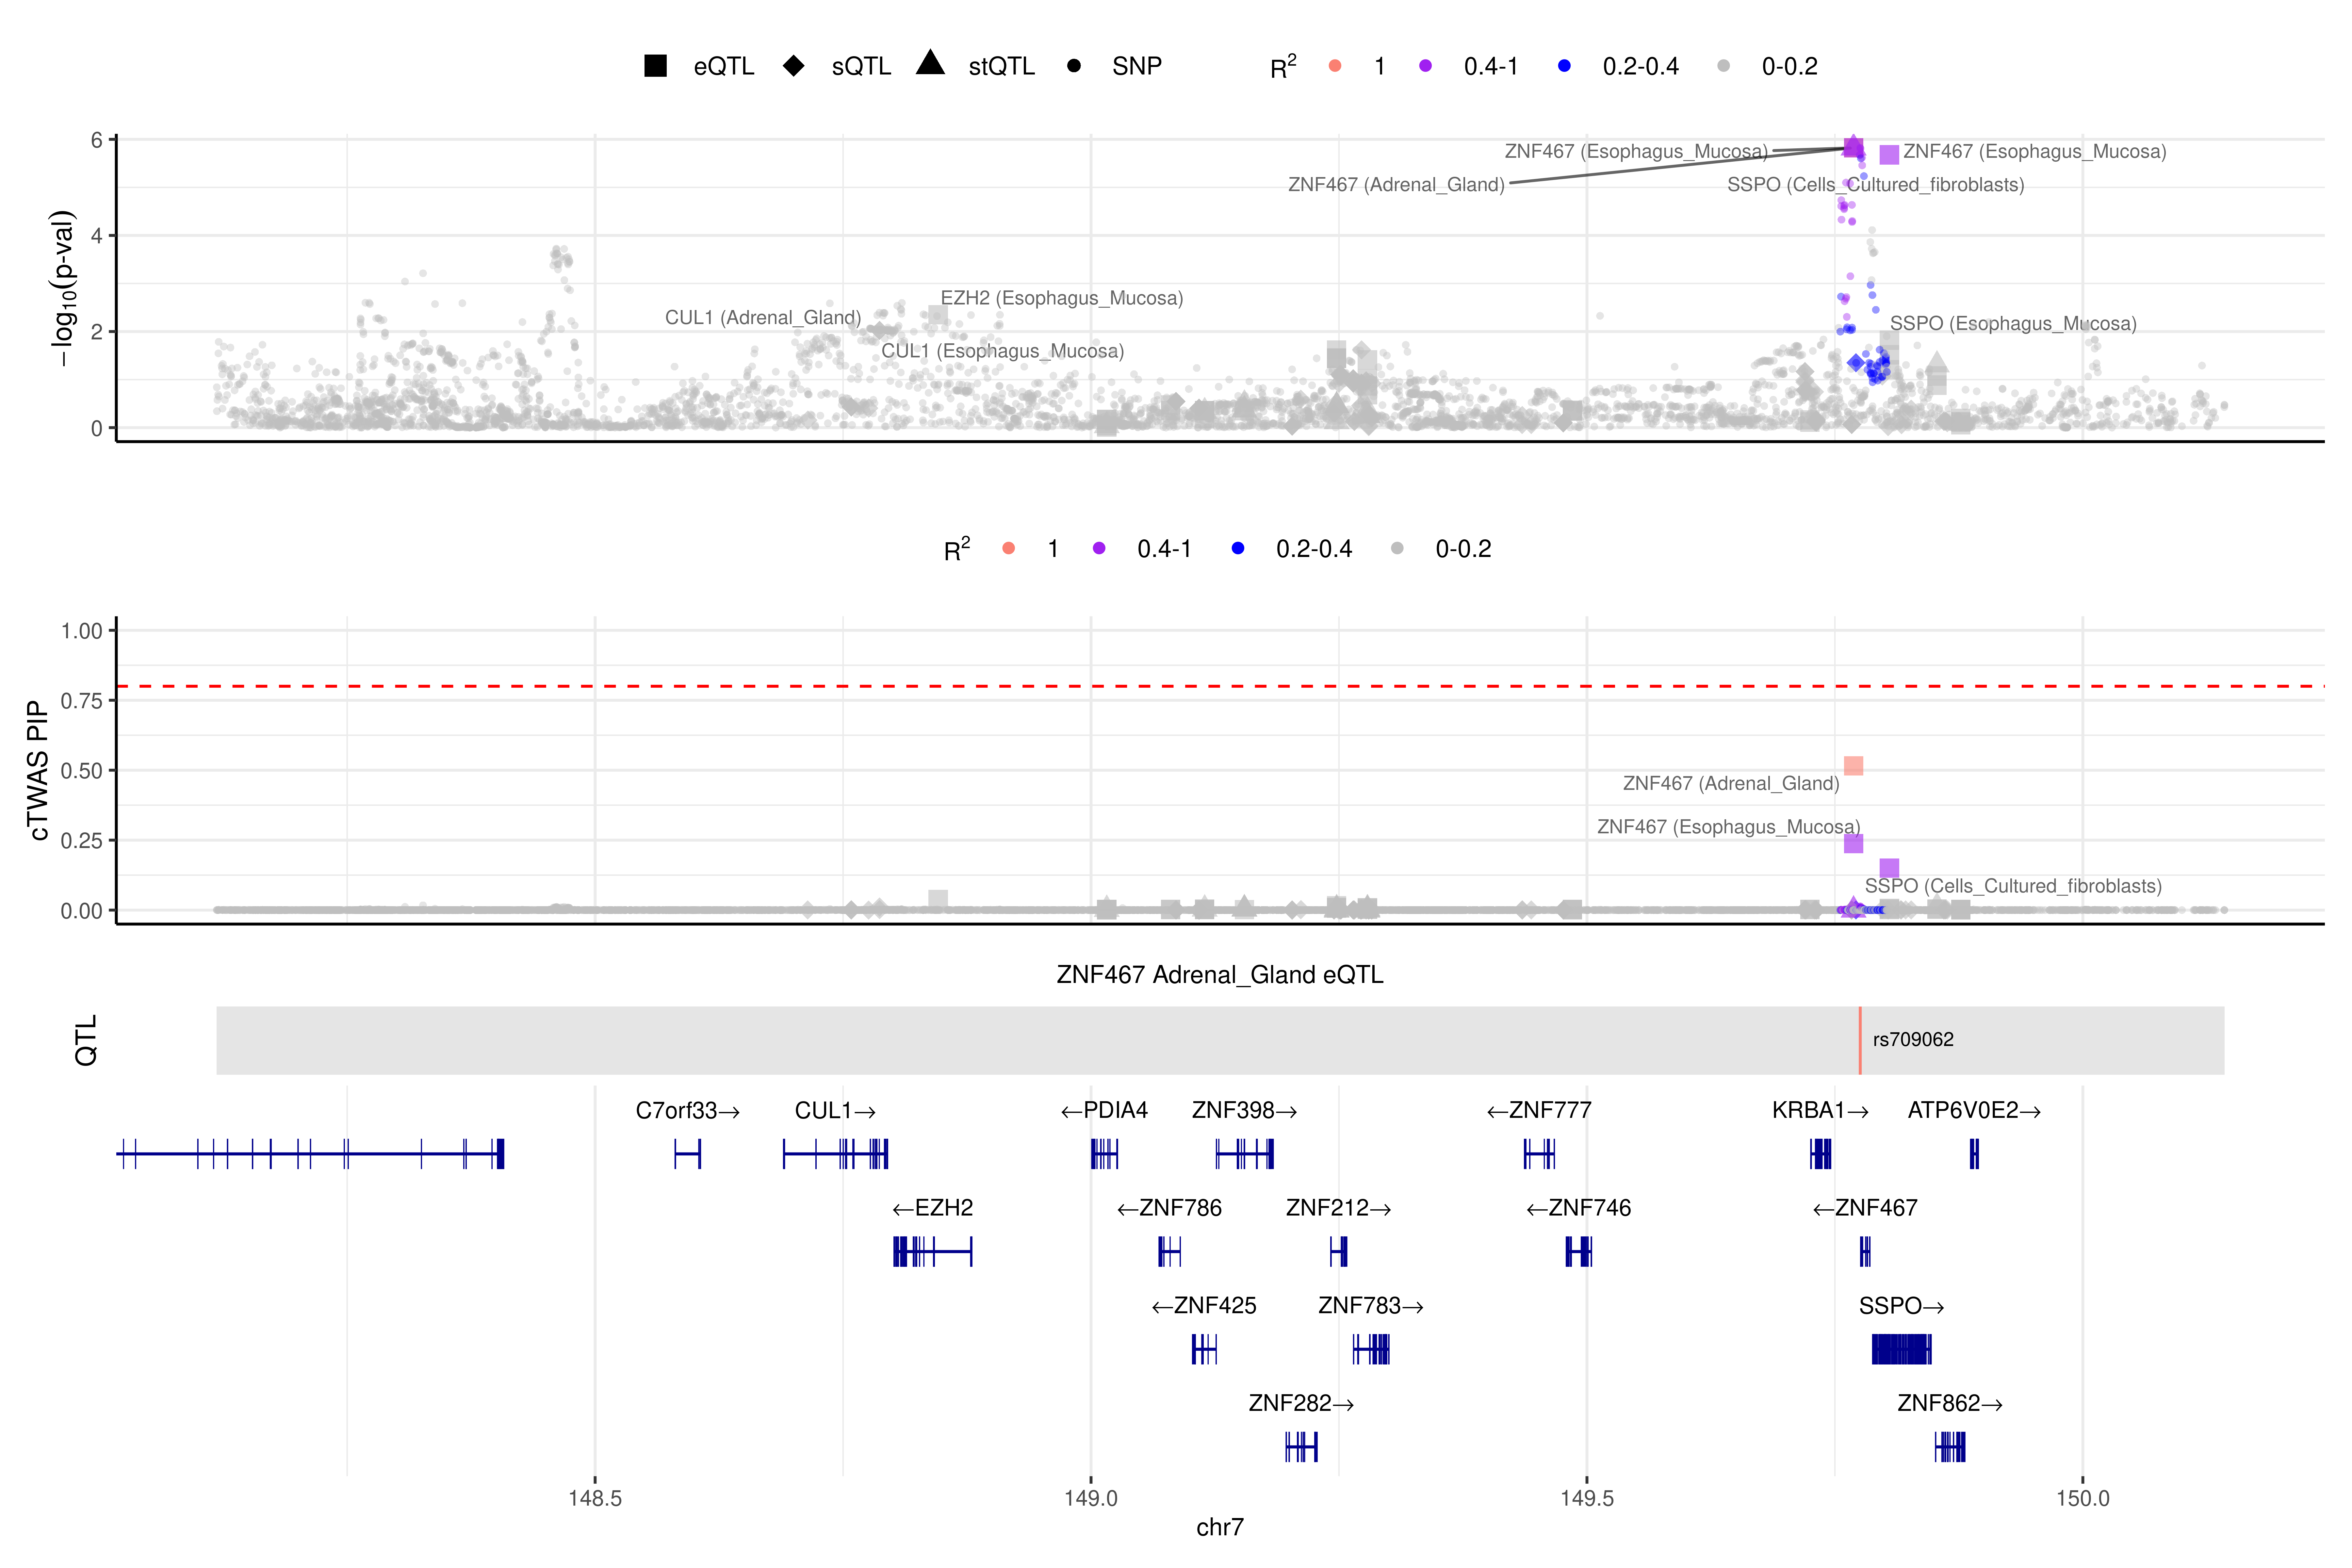 eQTL sQTL stQTL SNP R2 1 0.4-1 0.2-0.4 0-0.2
6
4
2
0
−log10(p-val)
ZNF467 (Esophagus_Mucosa)
ZNF467 (Esophagus_Mucosa)
ZNF467 (Adrenal_Gland)
SSPO (Cells_Cultured_fibroblasts)
EZH2 (Esophagus_Mucosa)
CUL1 (Adrenal_Gland)
SSPO (Esophagus_Mucosa)
CUL1 (Esophagus_Mucosa)
R2 1 0.4-1 0.2-0.4 0-0.2
1.00
0.75
0.50
0.25
0.00
cTWAS PIP
ZNF467 (Adrenal_Gland)
ZNF467 (Esophagus_Mucosa)
SSPO (Cells_Cultured_fibroblasts)
ZNF467 Adrenal_Gland eQTL
QTL
rs709062
C7orf33→ CUL1→ ←PDIA4 ZNF398→ ←ZNF777 KRBA1→ ATP6V0E2→
←EZH2 ←ZNF786 ZNF212→ ←ZNF746 ←ZNF467
←ZNF425 ZNF783→ SSPO→
ZNF282→ ZNF862→
148.5 149.0 149.5 150.0
chr7